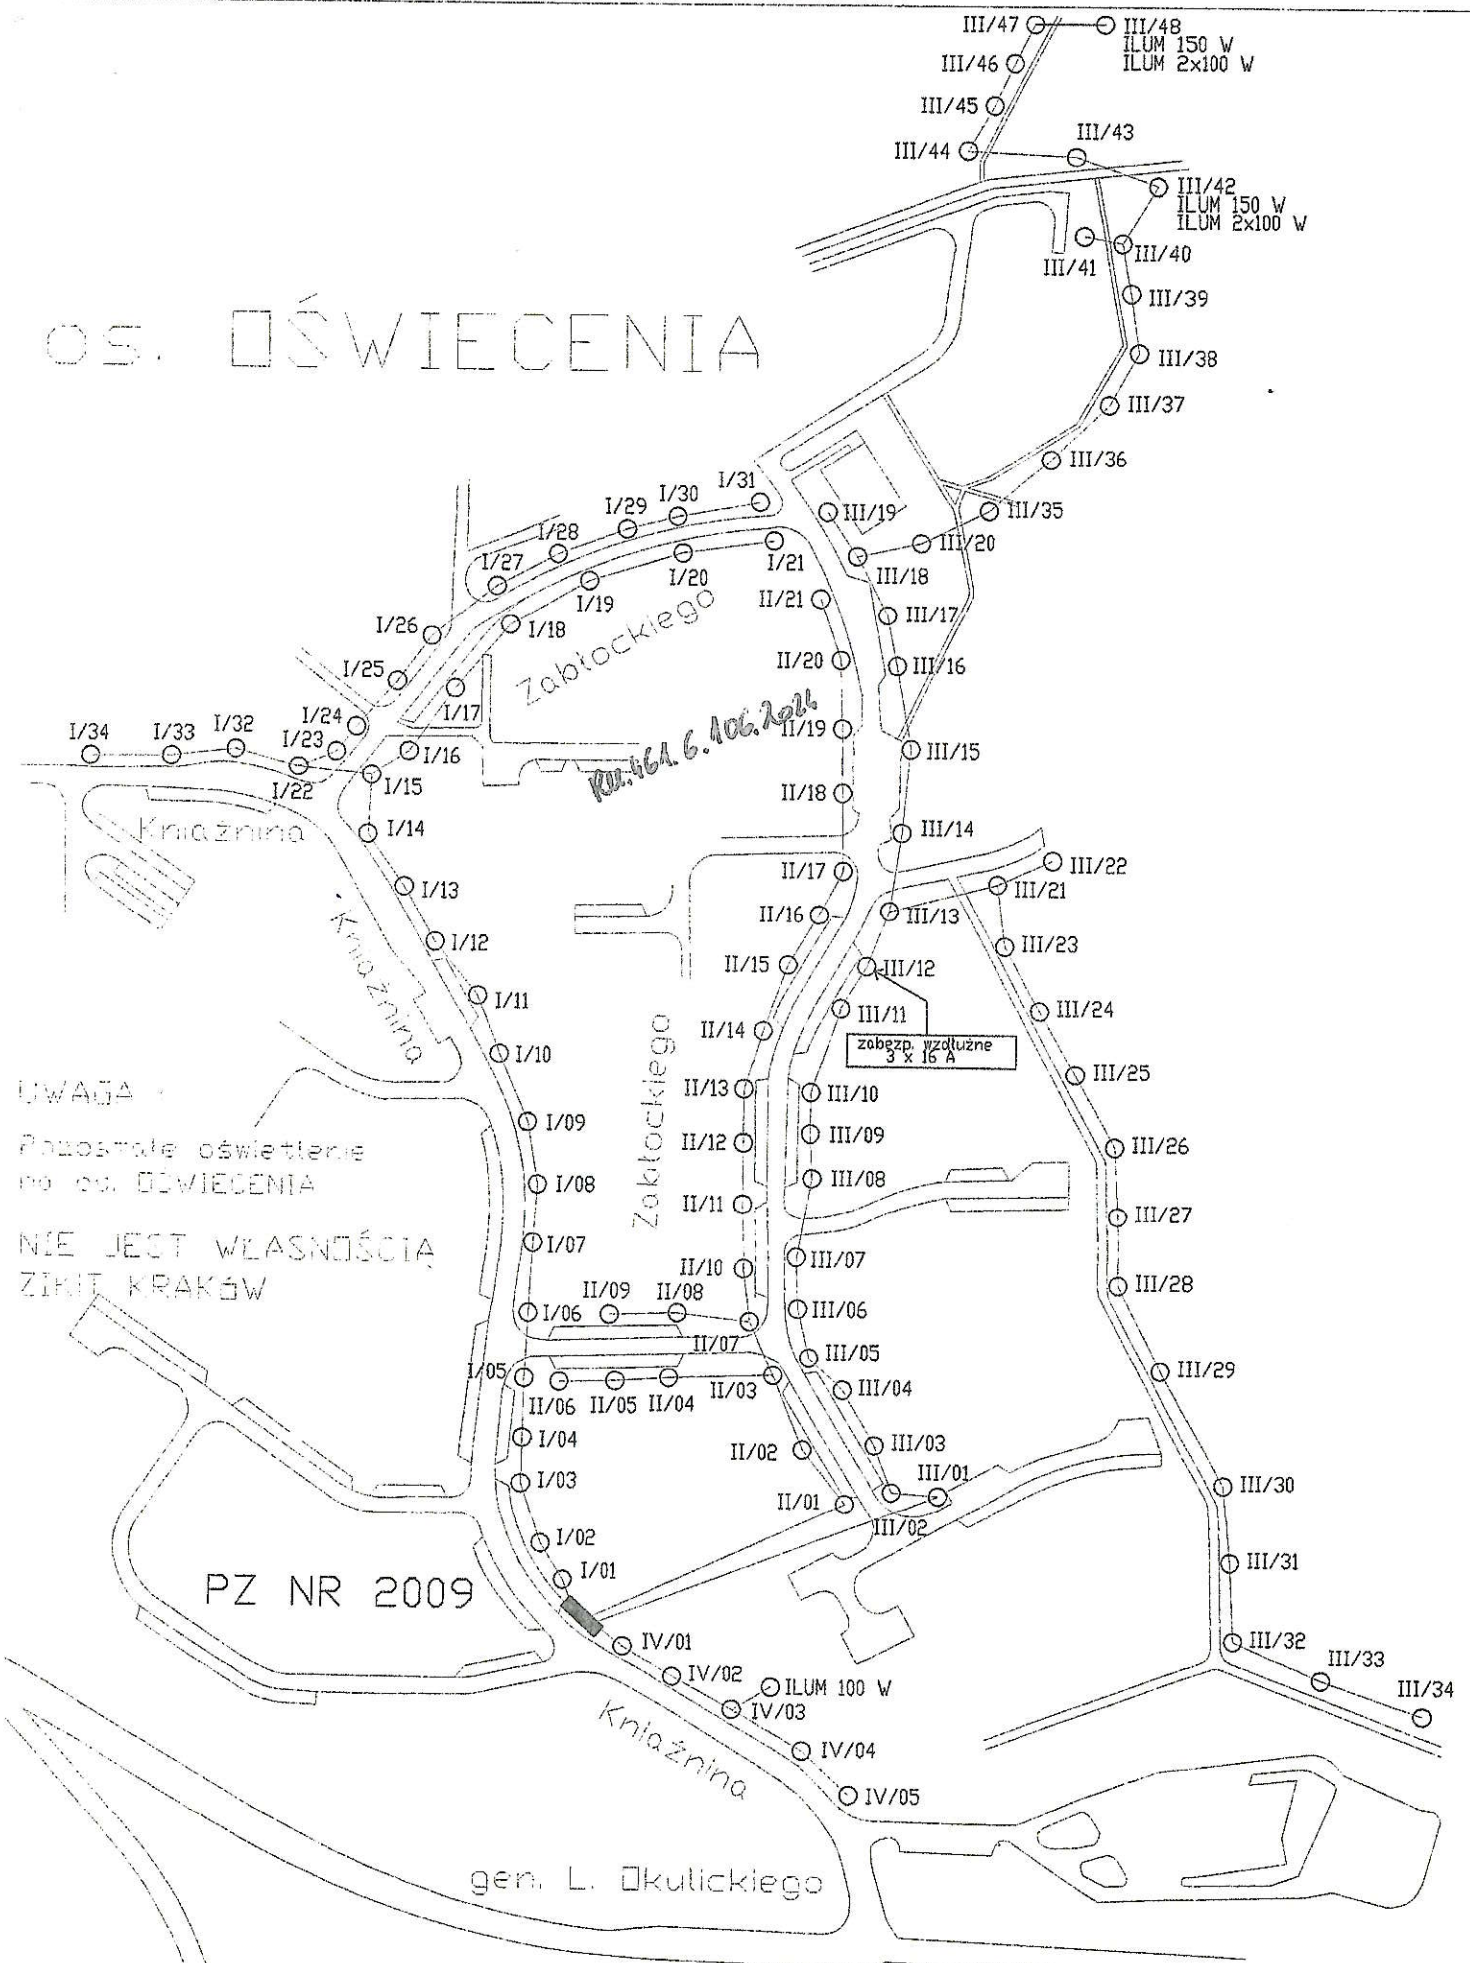 III/47
III/48
ILUM 150 W
ILUM 2x100 W
III/46
III/45
III/44
III/43
III/42
ILUM 150 W
ILUM 2x100 W
III/41
III/40
III/39
III/38
III/37
III/36
III/35
os. OŚWIECENIA
I/31
I/30
I/29
I/28
I/27
I/26
I/25
I/24
I/23
I/32
I/33
I/34
I/22
I/21
I/20
I/19
I/18
I/17
I/16
I/15
I/14
I/13
I/12
I/11
I/10
I/09
I/08
I/07
I/06
I/05
I/04
I/03
I/02
I/01
Zabłockiego
RU.461.6.106.2024
Kniaźnina
Kniaźnina
III/19
III/20
III/18
III/17
III/16
III/15
III/14
III/22
III/21
III/13
III/23
III/12
III/11
III/24
zabezp. wzdłużne
3 x 16 A
III/25
III/10
III/09
III/26
III/08
III/27
III/07
III/28
III/06
III/05
III/29
III/04
III/03
III/01
III/02
III/30
III/31
III/32
III/33
III/34
II/21
II/20
II/19
II/18
II/17
II/16
II/15
II/14
II/13
II/12
II/11
II/10
II/09
II/08
II/07
II/06
II/05
II/04
II/03
II/02
II/01
Zabłockiego
UWAGA :
Pozostałe oświetlenie
na os. OŚWIECENIA
NIE JEST WŁASNOŚCIĄ
ZIKIT KRAKÓW
PZ NR 2009
IV/01
IV/02
ILUM 100 W
IV/03
IV/04
IV/05
Kniaźnina
gen. L. Okulickiego